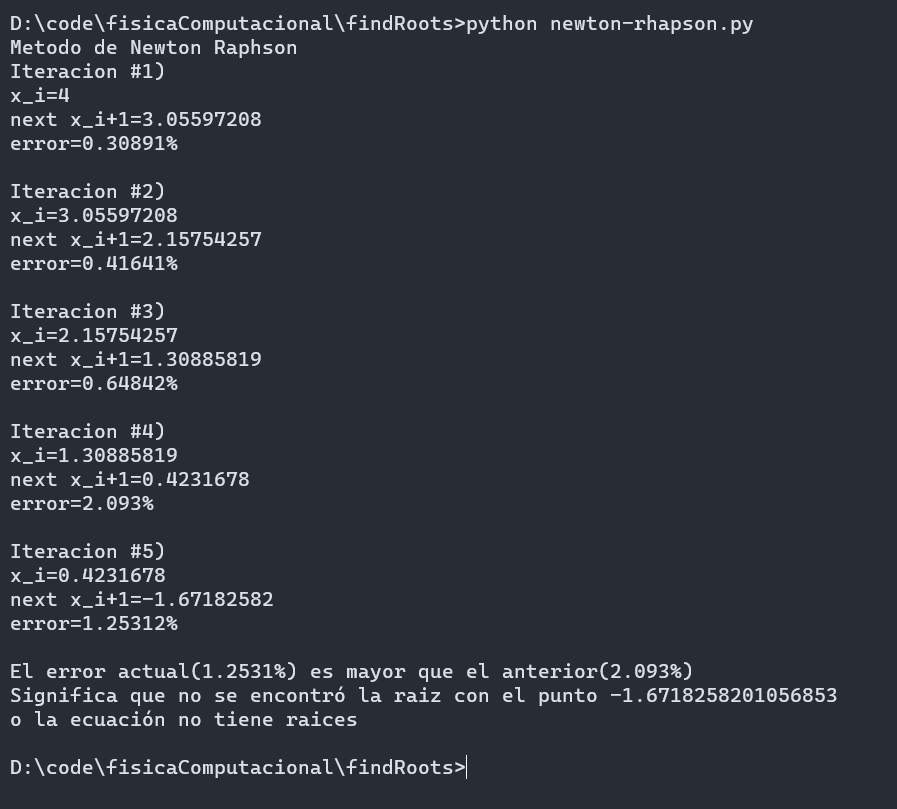 D:\code\fisicaComputacional\findRoots>python newton-rhapson.py
Metodo de Newton Raphson
Iteracion #1)
x_i=4
next x_i+1=3.05597208
error=0.30891%

Iteracion #2)
x_i=3.05597208
next x_i+1=2.15754257
error=0.41641%

Iteracion #3)
x_i=2.15754257
next x_i+1=1.30885819
error=0.64842%

Iteracion #4)
x_i=1.30885819
next x_i+1=0.4231678
error=2.093%

Iteracion #5)
x_i=0.4231678
next x_i+1=-1.67182582
error=1.25312%

El error actual(1.2531%) es mayor que el anterior(2.093%)
Significa que no se encontró la raiz con el punto -1.6718258201056853
o la ecuación no tiene raices

D:\code\fisicaComputacional\findRoots>